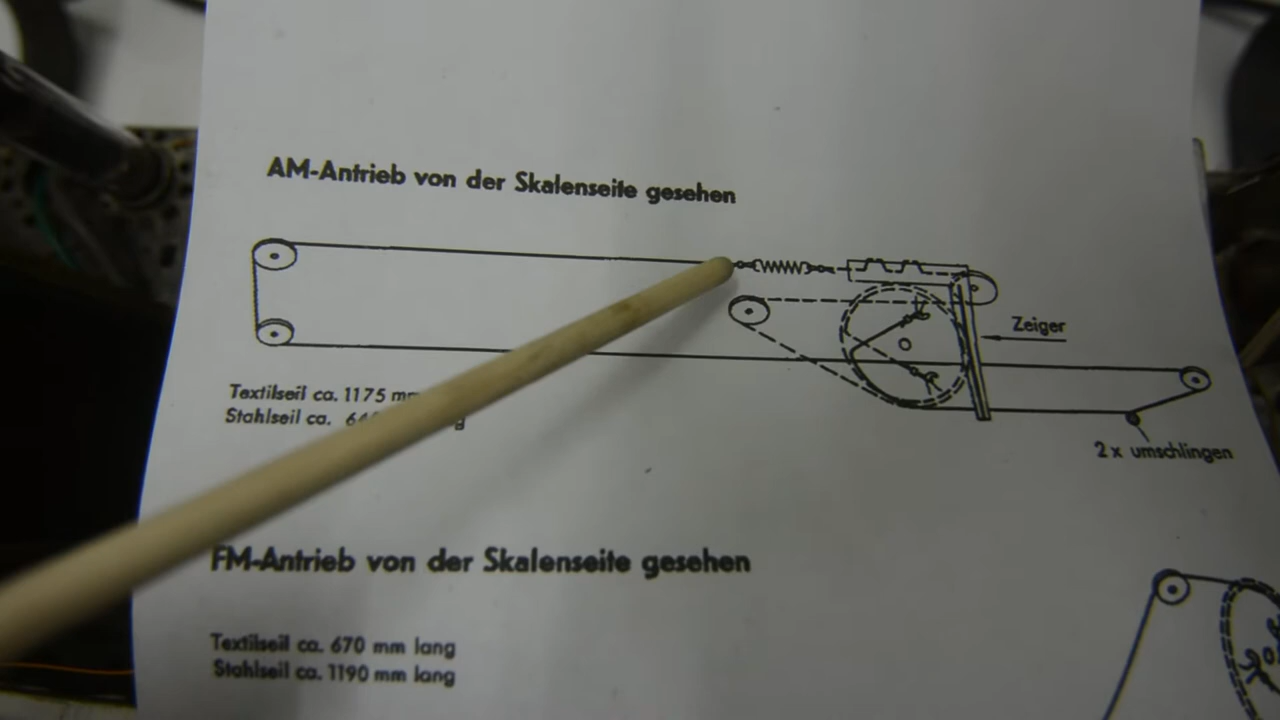 AM-Antrieb von der Skalenseite gesehen
Zeiger
Textilseil ca. 1175
Stahlseil ca.
2 x umschlingen
FM-Antrieb von der Skalenseite gesehen
Textilseil ca. 670 mm lang
Stahlseil ca. 1190 mm lang